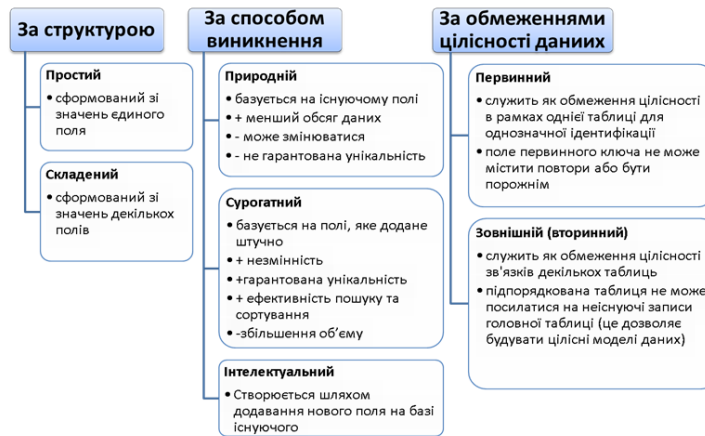 За структурою
Простий
• сформований зі
значень єдиного
поля
Складений
• сформований зі
значень декількох
полів
За способом
виникнення
Природній
• базується на існуючому полі
• + менший обсяг даних
• - може змінюватися
• - не гарантована унікальність
Сурогатний
• базується на полі, яке додане
штучно
• + незмінність
• +гарантована унікальність
• + ефективність пошуку та
сортування
• -збільшення об’єму
Інтелектуальний
• Створюється шляхом
додавання нового поля на базі
існуючого
За обмеженнями
цілісності даниих
Первинний
• служить як обмеження цілісності
в рамках однієї таблиці для
однозначної ідентифікації
• поле первинного ключа не може
містити повтори або бути
порожнім
Зовнішній (вторинний)
• служить як обмеження цілісності
зв'язків декількох таблиць
• підпорядкована таблиця не може
посилатися на неіснуючі записи
головної таблиці (це дозволяє
будувати цілісні моделі даних)